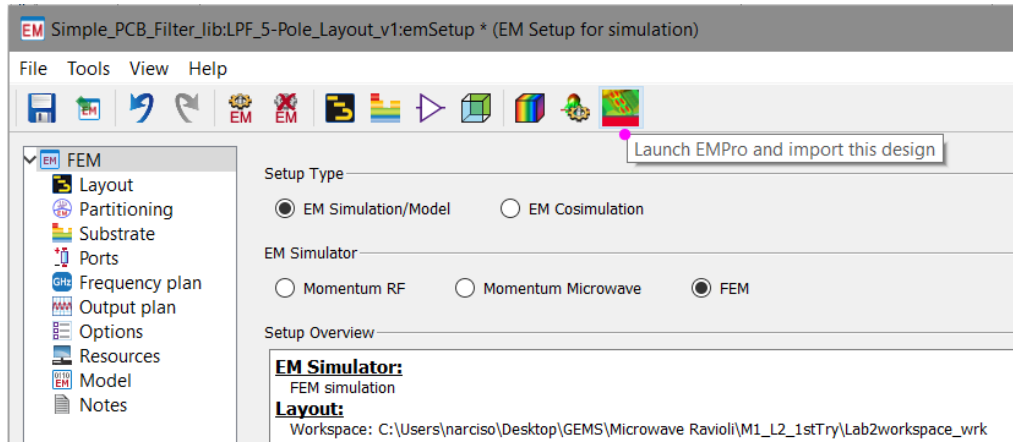 EM Simple_PCB_Filter_lib:LPF_5-Pole_Layout_v1:emSetup * (EM Setup for simulation)
File Tools View Help
EM EM EM
Launch EMPro and import this design
EM FEM
Layout
Partitioning
Substrate
Ports
GHz Frequency plan
Output plan
Options
Resources
EM Model
Notes
Setup Type
EM Simulation/Model EM Cosimulation
EM Simulator
Momentum RF Momentum Microwave FEM
Setup Overview
EM Simulator:
FEM simulation
Layout:
Workspace: C:\Users\narciso\Desktop\GEMS\Microwave Ravioli\M1_L2_1stTry\Lab2workspace_wrk